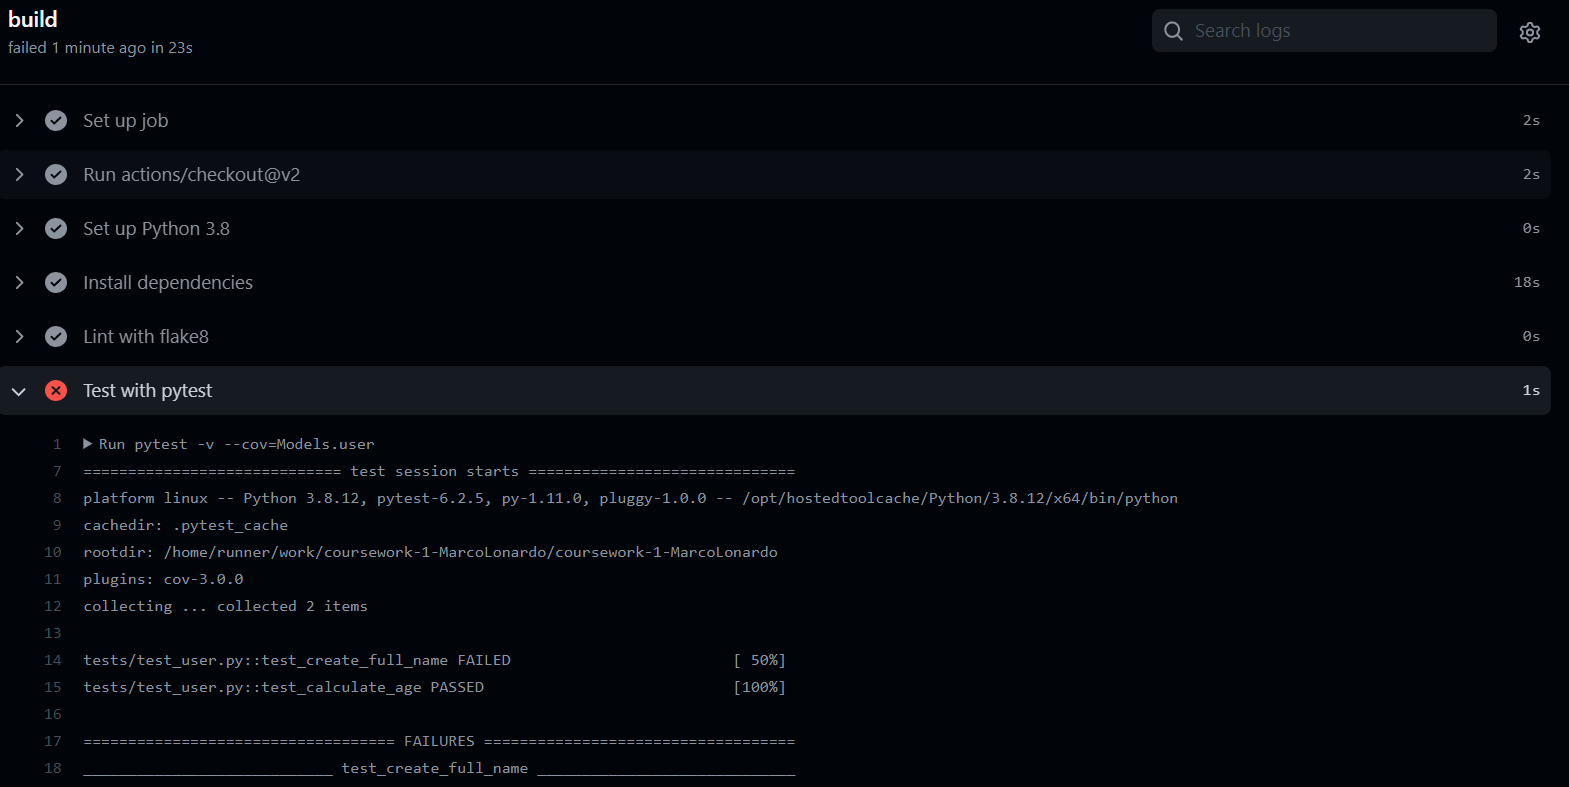 build
failed 1 minute ago in 23s
Search logs
Set up job 2s
Run actions/checkout@v2 2s
Set up Python 3.8 0s
Install dependencies 18s
Lint with flake8 0s
Test with pytest 1s
1 Run pytest -v --cov=Models.user
7 ============================= test session starts ==============================
8 platform linux -- Python 3.8.12, pytest-6.2.5, py-1.11.0, pluggy-1.0.0 -- /opt/hostedtoolcache/Python/3.8.12/x64/bin/python
9 cachedir: .pytest_cache
10 rootdir: /home/runner/work/coursework-1-MarcoLonardo/coursework-1-MarcoLonardo
11 plugins: cov-3.0.0
12 collecting ... collected 2 items
13
14 tests/test_user.py::test_create_full_name FAILED [ 50%]
15 tests/test_user.py::test_calculate_age PASSED [100%]
16
17 =================================== FAILURES ===================================
18 ____________________________ test_create_full_name _____________________________